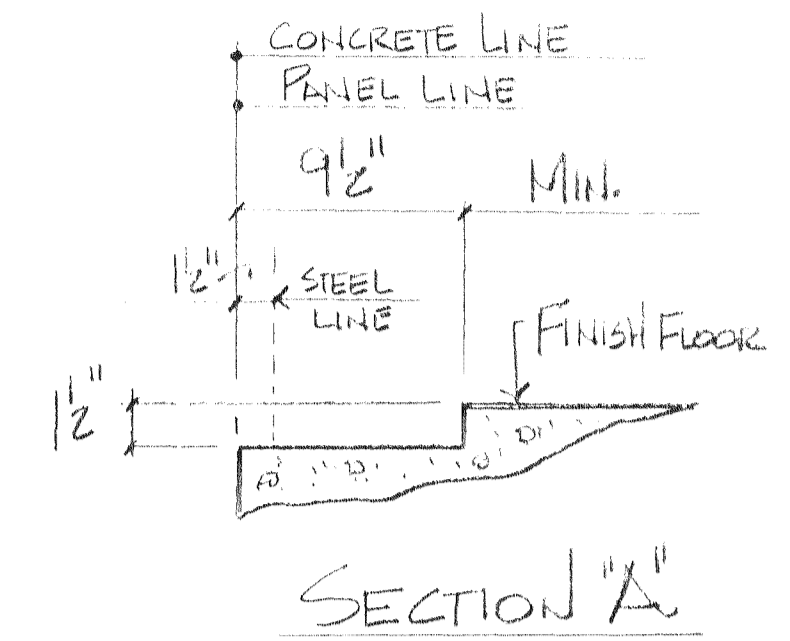 CONCRETE LINE
PANEL LINE
9 1/2" MIN.
1 1/2" STEEL
LINE
FINISH FLOOR
1 1/2"
SECTION "A"